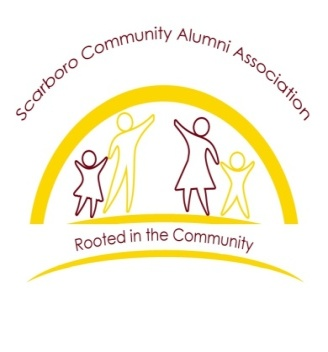 Scarboro Community Alumni Association
Rooted in the Community